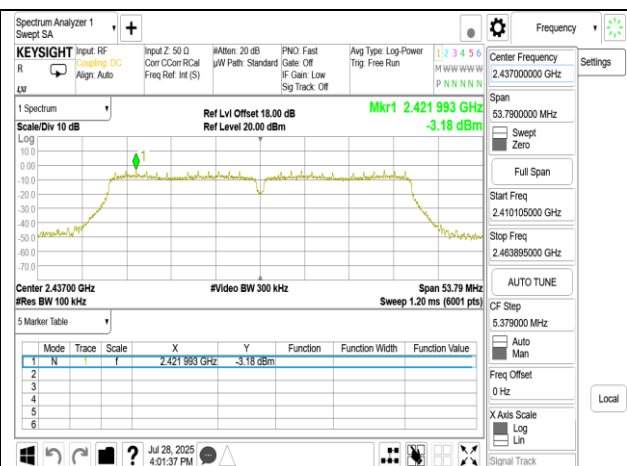 Spectrum Analyzer 1
Swept SA
Frequency
KEYSIGHT Input: RF
R Coupling: DC
Align: Auto
Input Z: 50 Ω
Corr CCorr RCal
Freq Ref: Int (S)
#Atten: 20 dB
µW Path: Standard
PNO: Fast
Gate: Off
IF Gain: Low
Sig Track: Off
Avg Type: Log-Power
Trig: Free Run
1 2 3 4 5 6
M W W W W W
P N N N N N
1 Spectrum
Scale/Div 10 dB
Ref Lvl Offset 18.00 dB
Ref Level 20.00 dBm
Mkr1 2.421 993 GHz
-3.18 dBm
Log
10.0
0.00
-10.0
-20.0
-30.0
-40.0
-50.0
-60.0
-70.0
1
Center 2.43700 GHz
#Res BW 100 kHz
#Video BW 300 kHz
Span 53.79 MHz
Sweep 1.20 ms (6001 pts)
5 Marker Table
Mode Trace Scale X Y Function Function Width Function Value
1 N 1 f 2.421 993 GHz -3.18 dBm
2
3
4
5
6
Jul 28, 2025
4:01:37 PM
?
Center Frequency
2.437000000 GHz
Span
53.7900000 MHz
Swept
Zero
Full Span
Start Freq
2.410105000 GHz
Stop Freq
2.463895000 GHz
AUTO TUNE
CF Step
5.379000 MHz
Auto
Man
Freq Offset
0 Hz
X Axis Scale
Log
Lin
Signal Track
Settings
Local